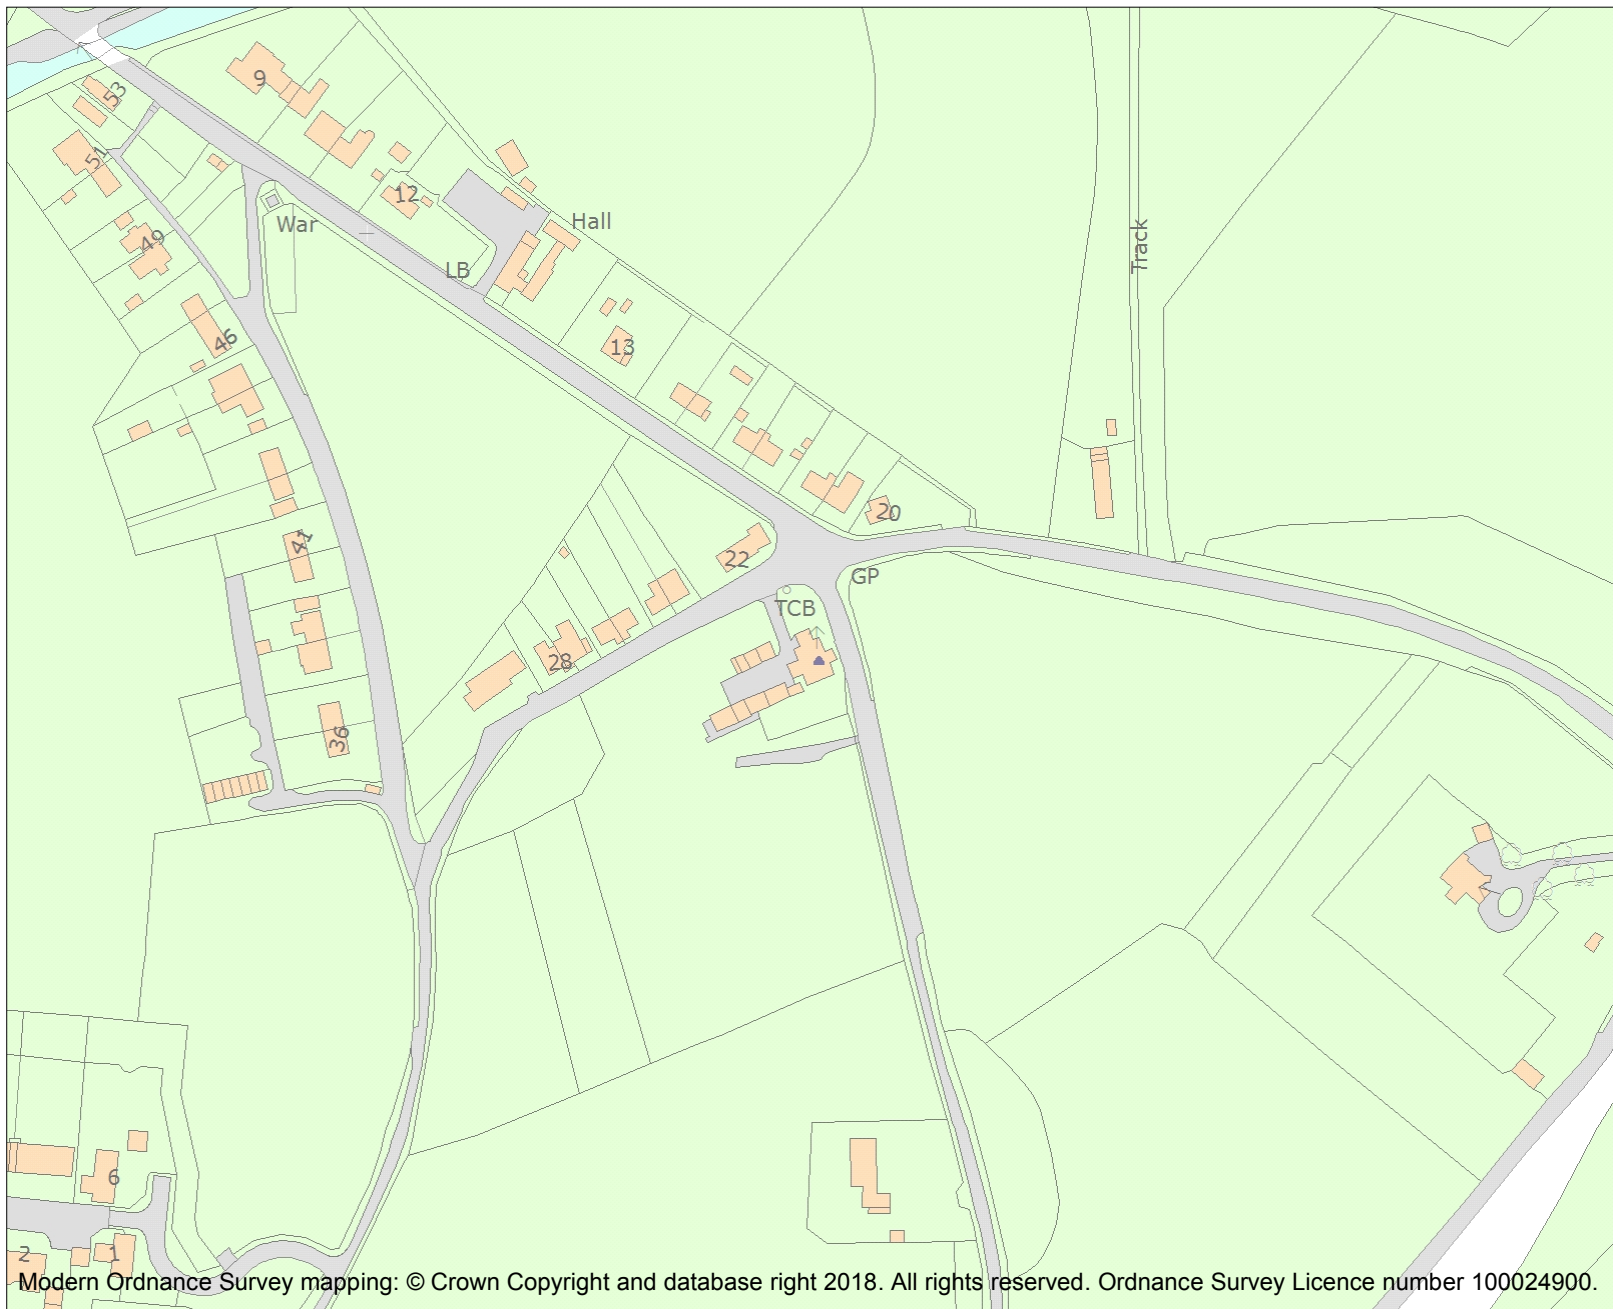 9
53
51
12
War
Hall
49
LB
Track
46
13
41
20
22
GP
TCB
28
36
6
2
1
Modern Ordnance Survey mapping: © Crown Copyright and database right 2018. All rights reserved. Ordnance Survey Licence number 100024900.